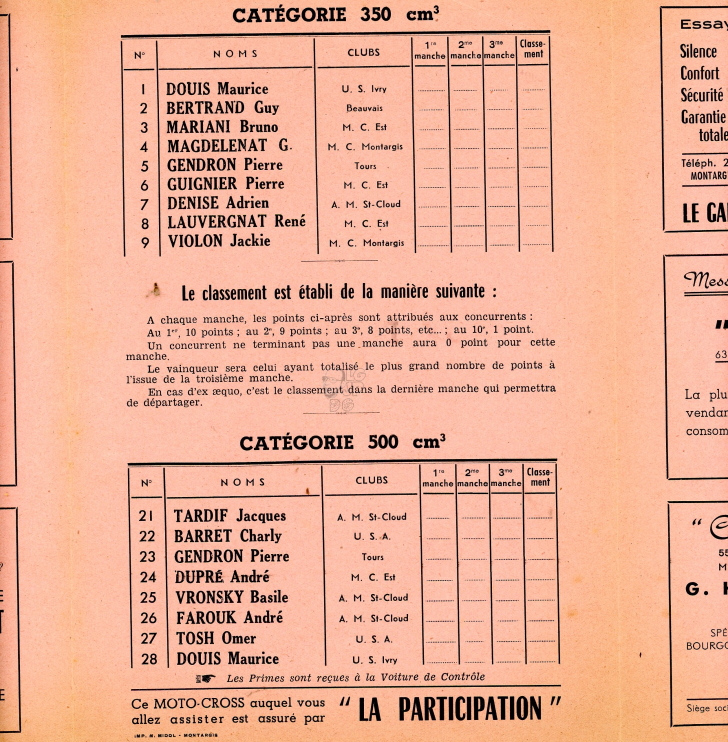 CATÉGORIE 350 cm³
N° NOMS CLUBS 1re manche 2me manche 3me manche Classement
1 DOUIS Maurice U. S. Ivry
2 BERTRAND Guy Beauvais
3 MARIANI Bruno M. C. Est
4 MAGDELENAT G. M. C. Montargis
5 GENDRON Pierre Tours
6 GUIGNIER Pierre M. C. Est
7 DENISE Adrien A. M. St-Cloud
8 LAUVERGNAT René M. C. Est
9 VIOLON Jackie M. C. Montargis
Le classement est établi de la manière suivante :
A chaque manche, les points ci-après sont attribués aux concurrents :
Au 1er, 10 points ; au 2e, 9 points ; au 3e, 8 points, etc... ; au 10e, 1 point.
Un concurrent ne terminant pas une manche aura 0 point pour cette
manche.
Le vainqueur sera celui ayant totalisé le plus grand nombre de points à
l'issue de la troisième manche.
En cas d'ex æquo, c'est le classement dans la dernière manche qui permettra
de départager.
CATÉGORIE 500 cm³
N° NOMS CLUBS 1re manche 2me manche 3me manche Classement
21 TARDIF Jacques A. M. St-Cloud
22 BARRET Charly U. S. A.
23 GENDRON Pierre Tours
24 DUPRÉ André M. C. Est
25 VRONSKY Basile A. M. St-Cloud
26 FAROUK André A. M. St-Cloud
27 TOSH Omer U. S. A.
28 DOUIS Maurice U. S. Ivry
Les Primes sont reçues à la Voiture de Contrôle
Ce MOTO-CROSS auquel vous
allez assister est assuré par
" LA PARTICIPATION "
IMP. N. MIDOL - MONTARGIS
Essay
Silence
Confort
Sécurité
Garantie
totale
Téléph. 2
MONTARG
LE GA
Mess
"
63
La plu
vendan
consom
" C
55
M
G. H
SPÉ
BOURGO
Siège soc